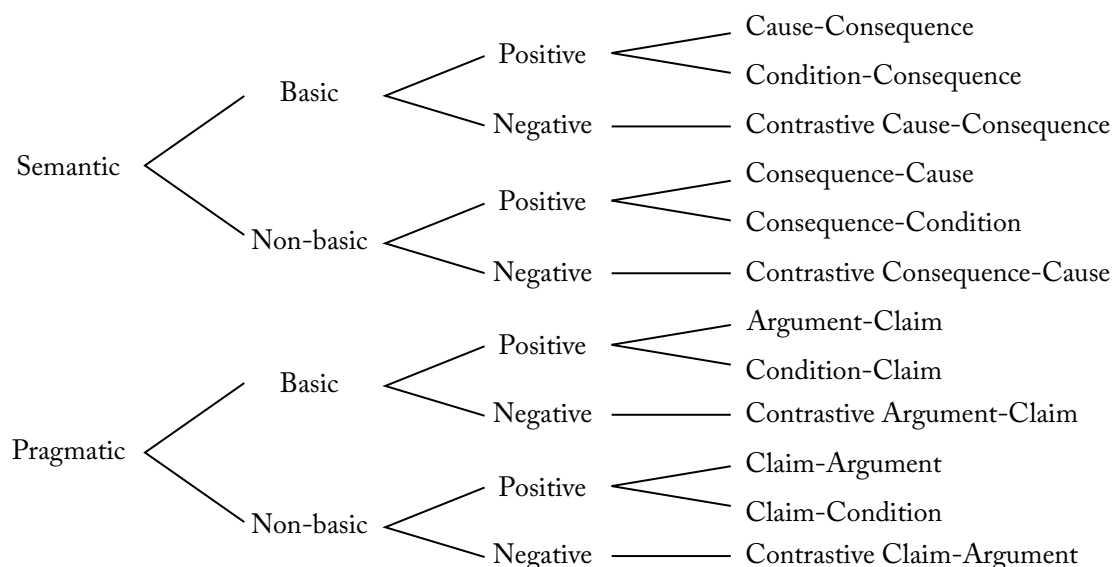 Cause-Consequence
Positive
Condition-Consequence
Basic
Negative
Contrastive Cause-Consequence
Semantic
Consequence-Cause
Positive
Consequence-Condition
Non-basic
Negative
Contrastive Consequence-Cause
Argument-Claim
Positive
Condition-Claim
Basic
Negative
Contrastive Argument-Claim
Pragmatic
Claim-Argument
Positive
Claim-Condition
Non-basic
Negative
Contrastive Claim-Argument